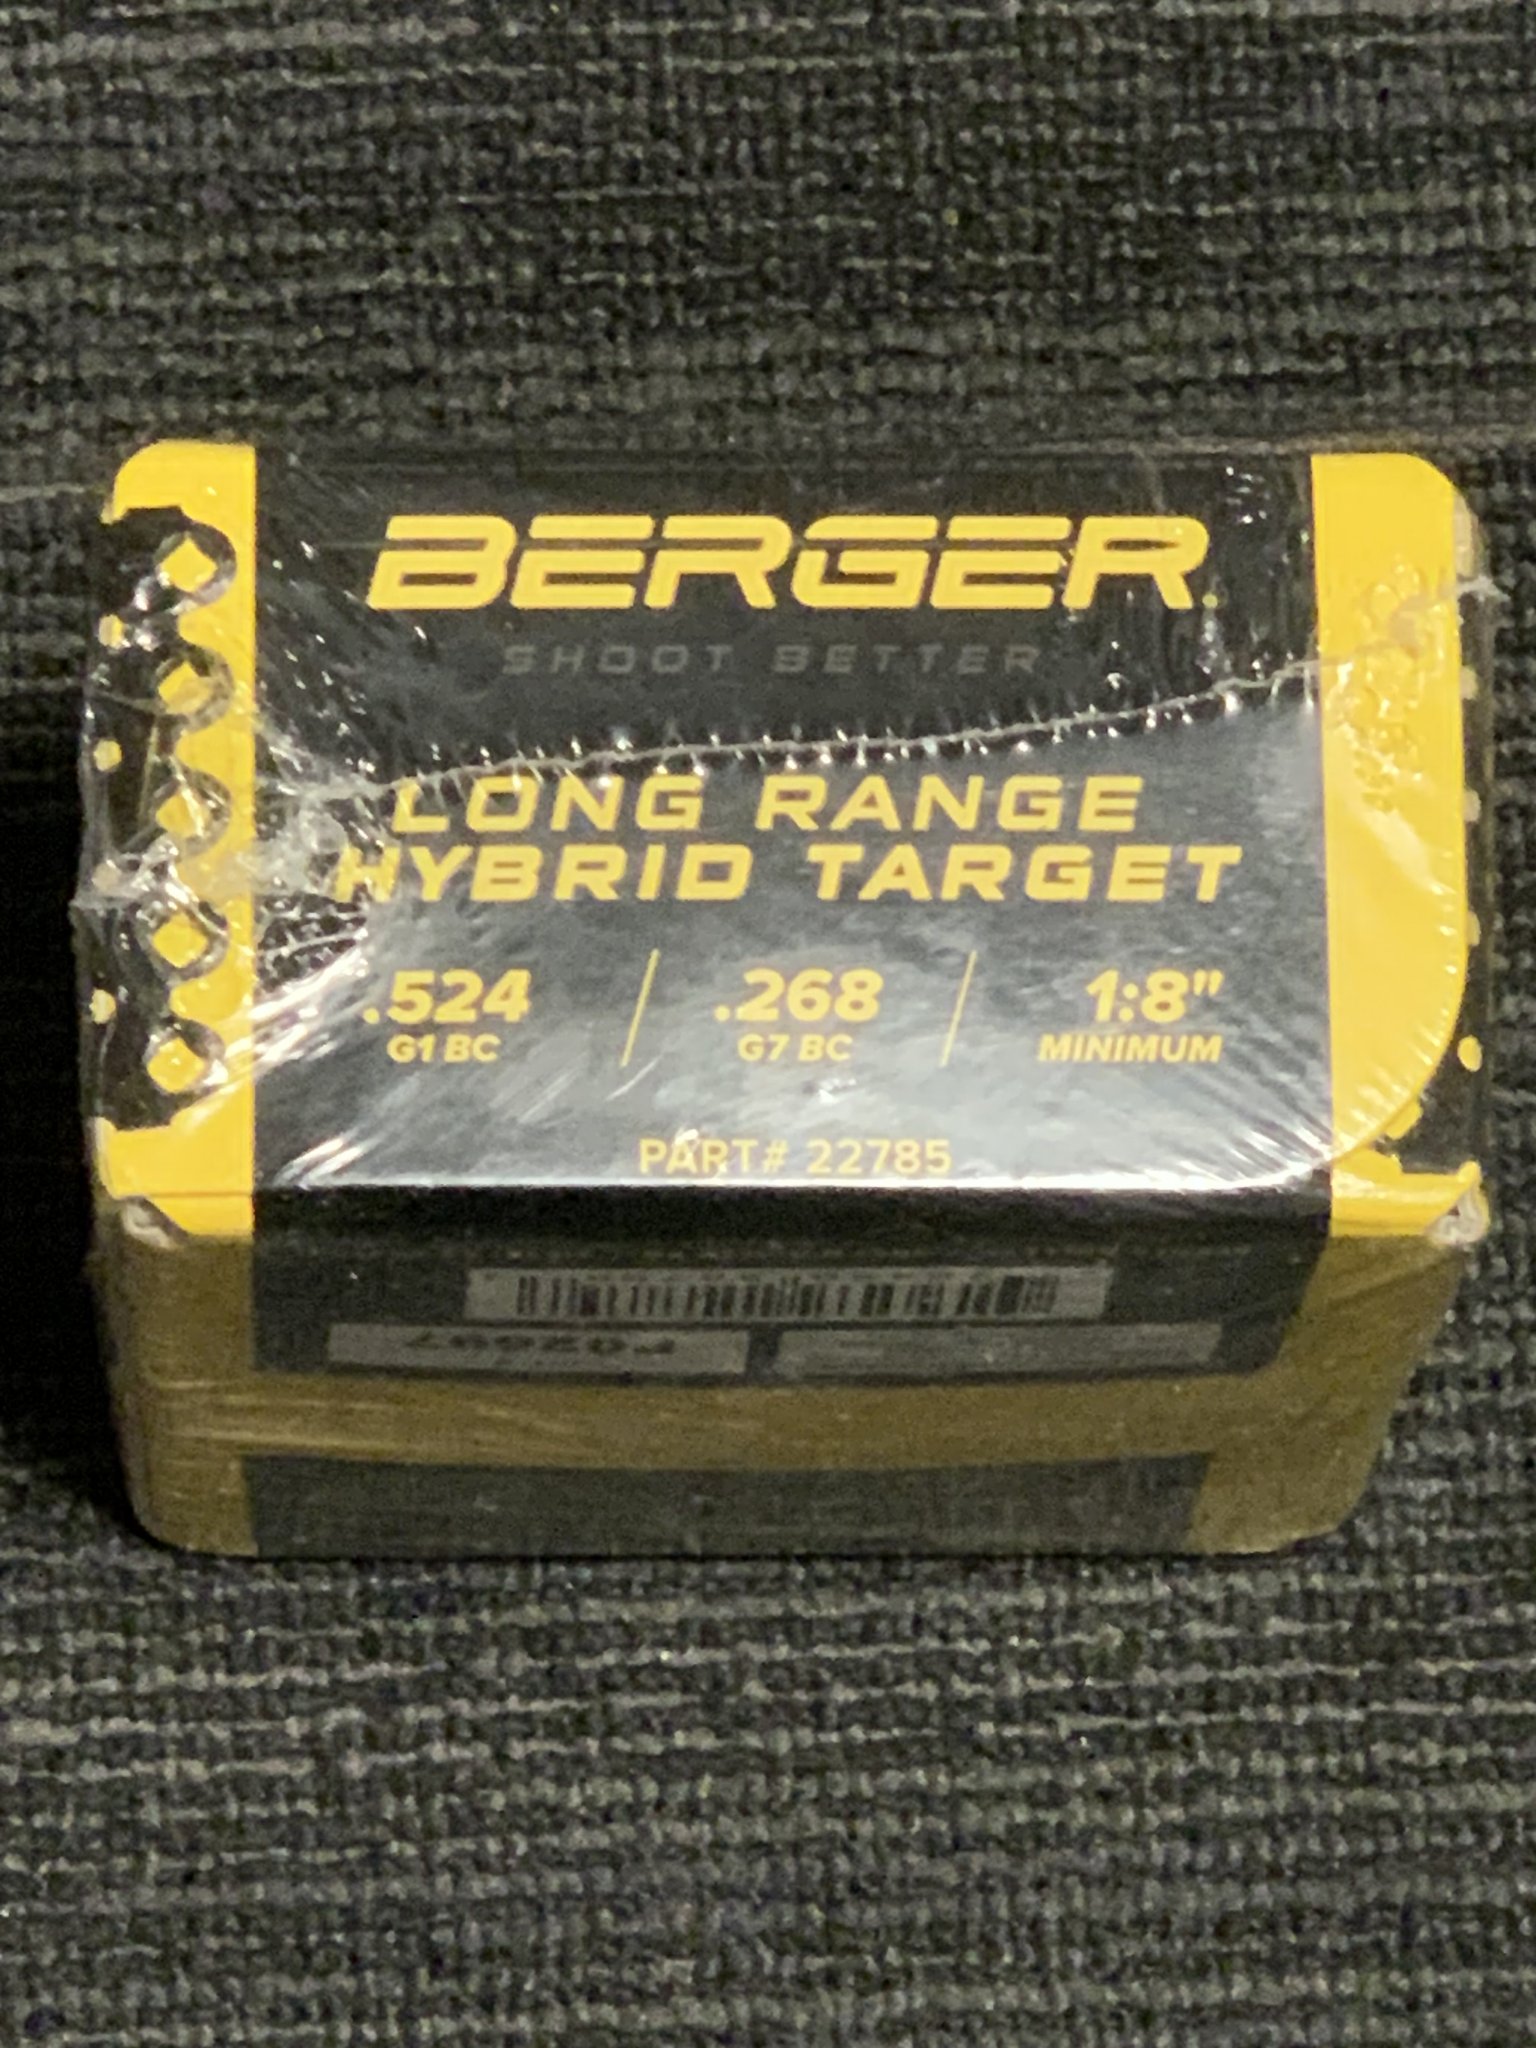 BERGER
SHOOT BETTER
LONG RANGE
HYBRID TARGET
.524 / .268 / 1:8"
G1 BC G7 BC MINIMUM
PART# 22785